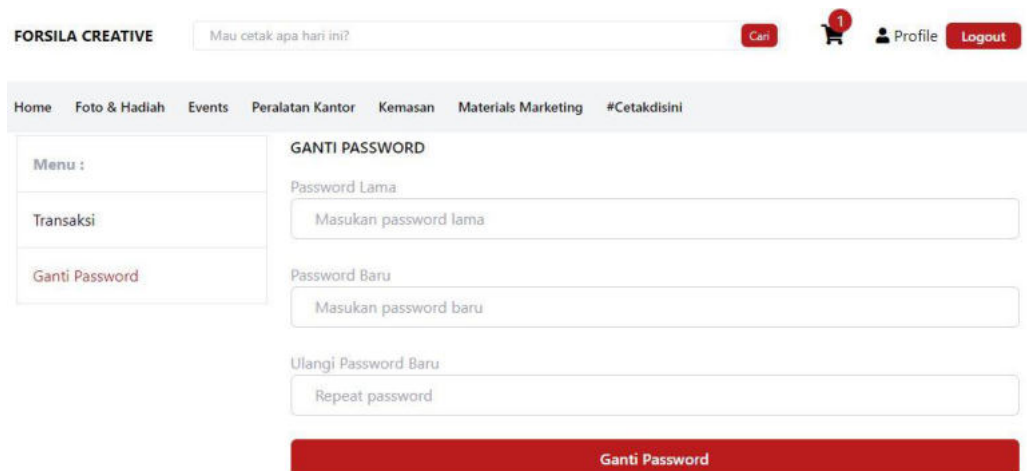 FORSILA CREATIVE Mau cetak apa hari ini? Cari 1 Profile Logout
Home Foto & Hadiah Events Peralatan Kantor Kemasan Materials Marketing #Cetakdisini
Menu :
Transaksi
Ganti Password
GANTI PASSWORD
Password Lama
Masukan password lama
Password Baru
Masukan password baru
Ulangi Password Baru
Repeat password
Ganti Password